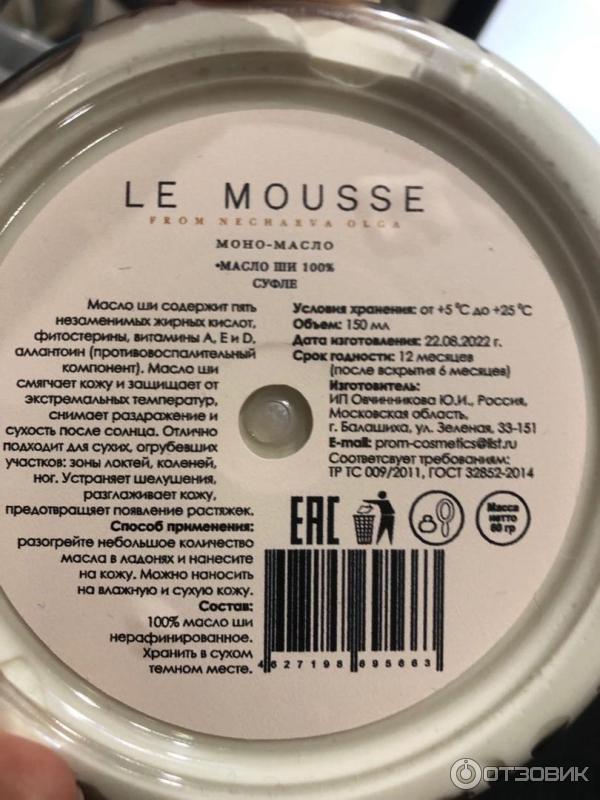 LE MOUSSE
FROM NECHAEVA OLGA
МОНО-МАСЛО
•МАСЛО ШИ 100%
СУФЛЕ
Масло ши содержит пять
незаменимых жирных кислот,
фитостерины, витамины А, Е и D,
аллантоин (противовоспалительный
компонент). Масло ши
смягчает кожу и защищает от
экстремальных температур,
снимает раздражение и
сухость после солнца. Отлично
подходит для сухих, огрубевших
участков: зоны локтей, коленей,
ног. Устраняет шелушения,
разглаживает кожу,
предотвращает появление растяжек.
Способ применения:
разогрейте небольшое количество
масла в ладонях и нанесите
на кожу. Можно наносить
на влажную и сухую кожу.
Состав:
100% масло ши
нерафинированное.
Хранить в сухом
темном месте.
Условия хранения: от +5 °С до +25 °С
Объем: 150 мл
Дата изготовления: 22.08.2022 г.
Срок годности: 12 месяцев
(после вскрытия 6 месяцев)
Изготовитель:
ИП Овчинникова Ю.И., Россия,
Московская область,
г. Балашиха, ул. Зеленая, 33-151
E-mail: prom-cosmetics@list.ru
Соответсвует требованиям:
ТР ТС 009/2011, ГОСТ 32852-2014
EAC
Масса
нетто
80 гр
4627198 695663
ОТЗОВИК